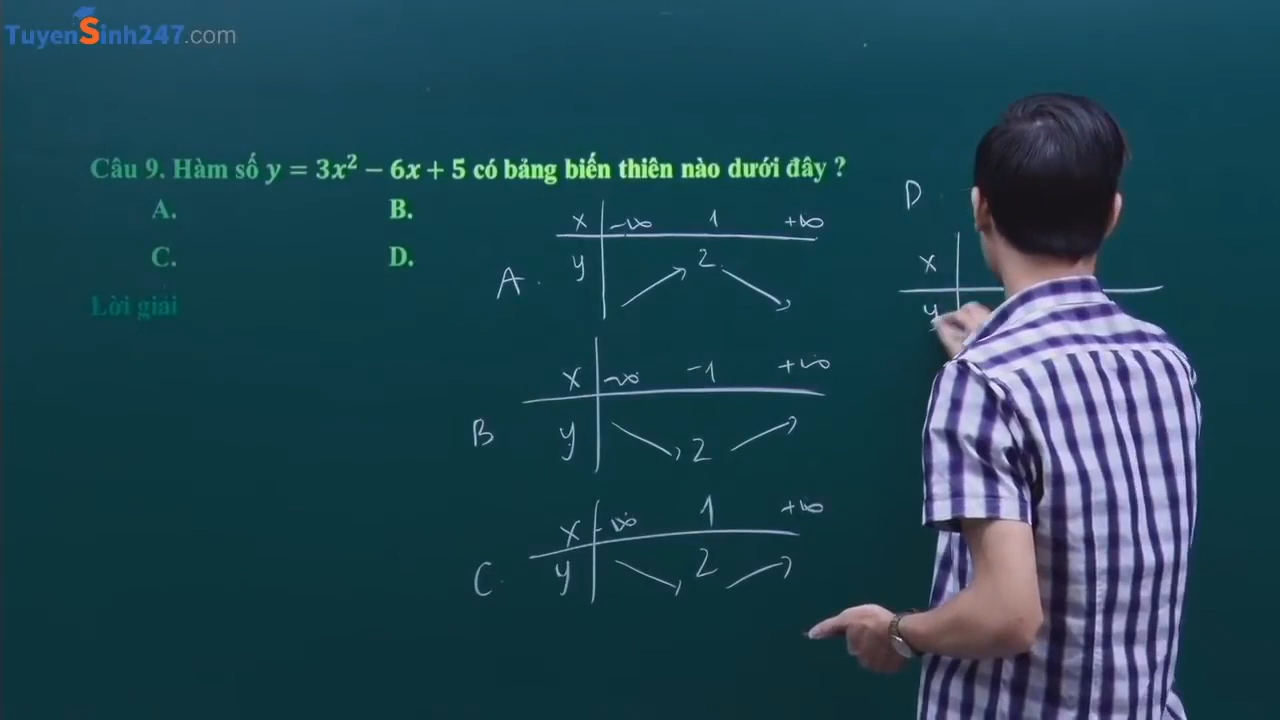 TuyenSinh247.com
Câu 9. Hàm số y = 3x² − 6x + 5 có bảng biến thiên nào dưới đây ?
A. B.
C. D.
Lời giải
A.
x -∞ 1 +∞
y 2
B
x -∞ -1 +∞
y 2
C.
x -∞ 1 +∞
y 2
D
x
y